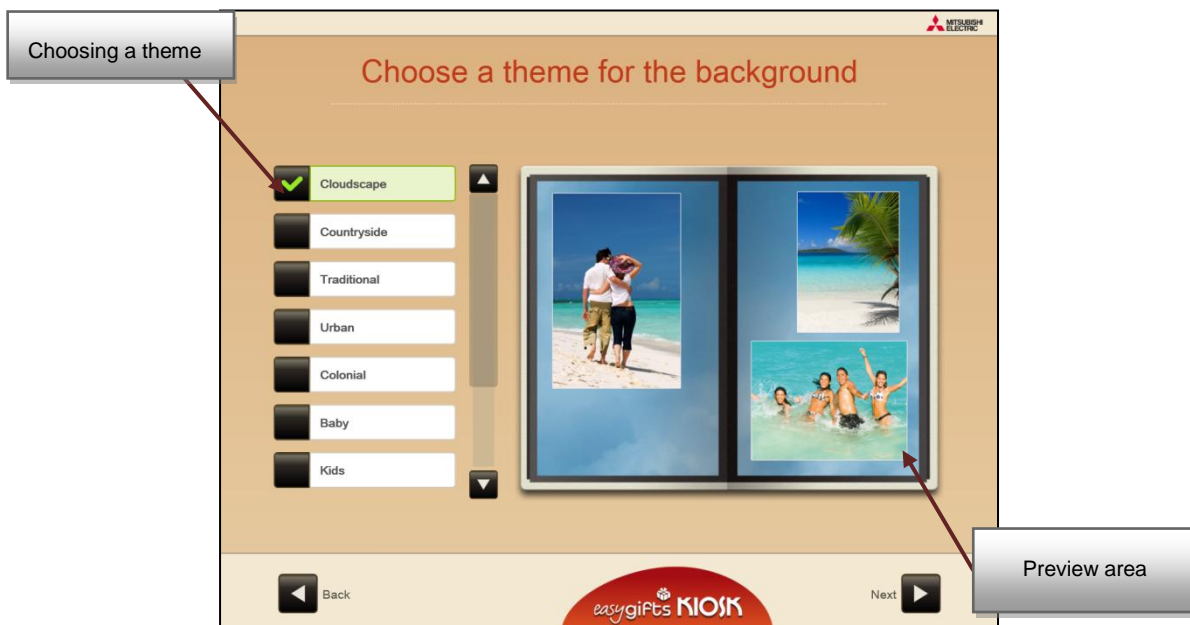 MITSUBISHI
ELECTRIC
Choosing a theme
Choose a theme for the background
Cloudscape
Countryside
Traditional
Urban
Colonial
Baby
Kids
Preview area
Back
easygifts KIOSK
Next